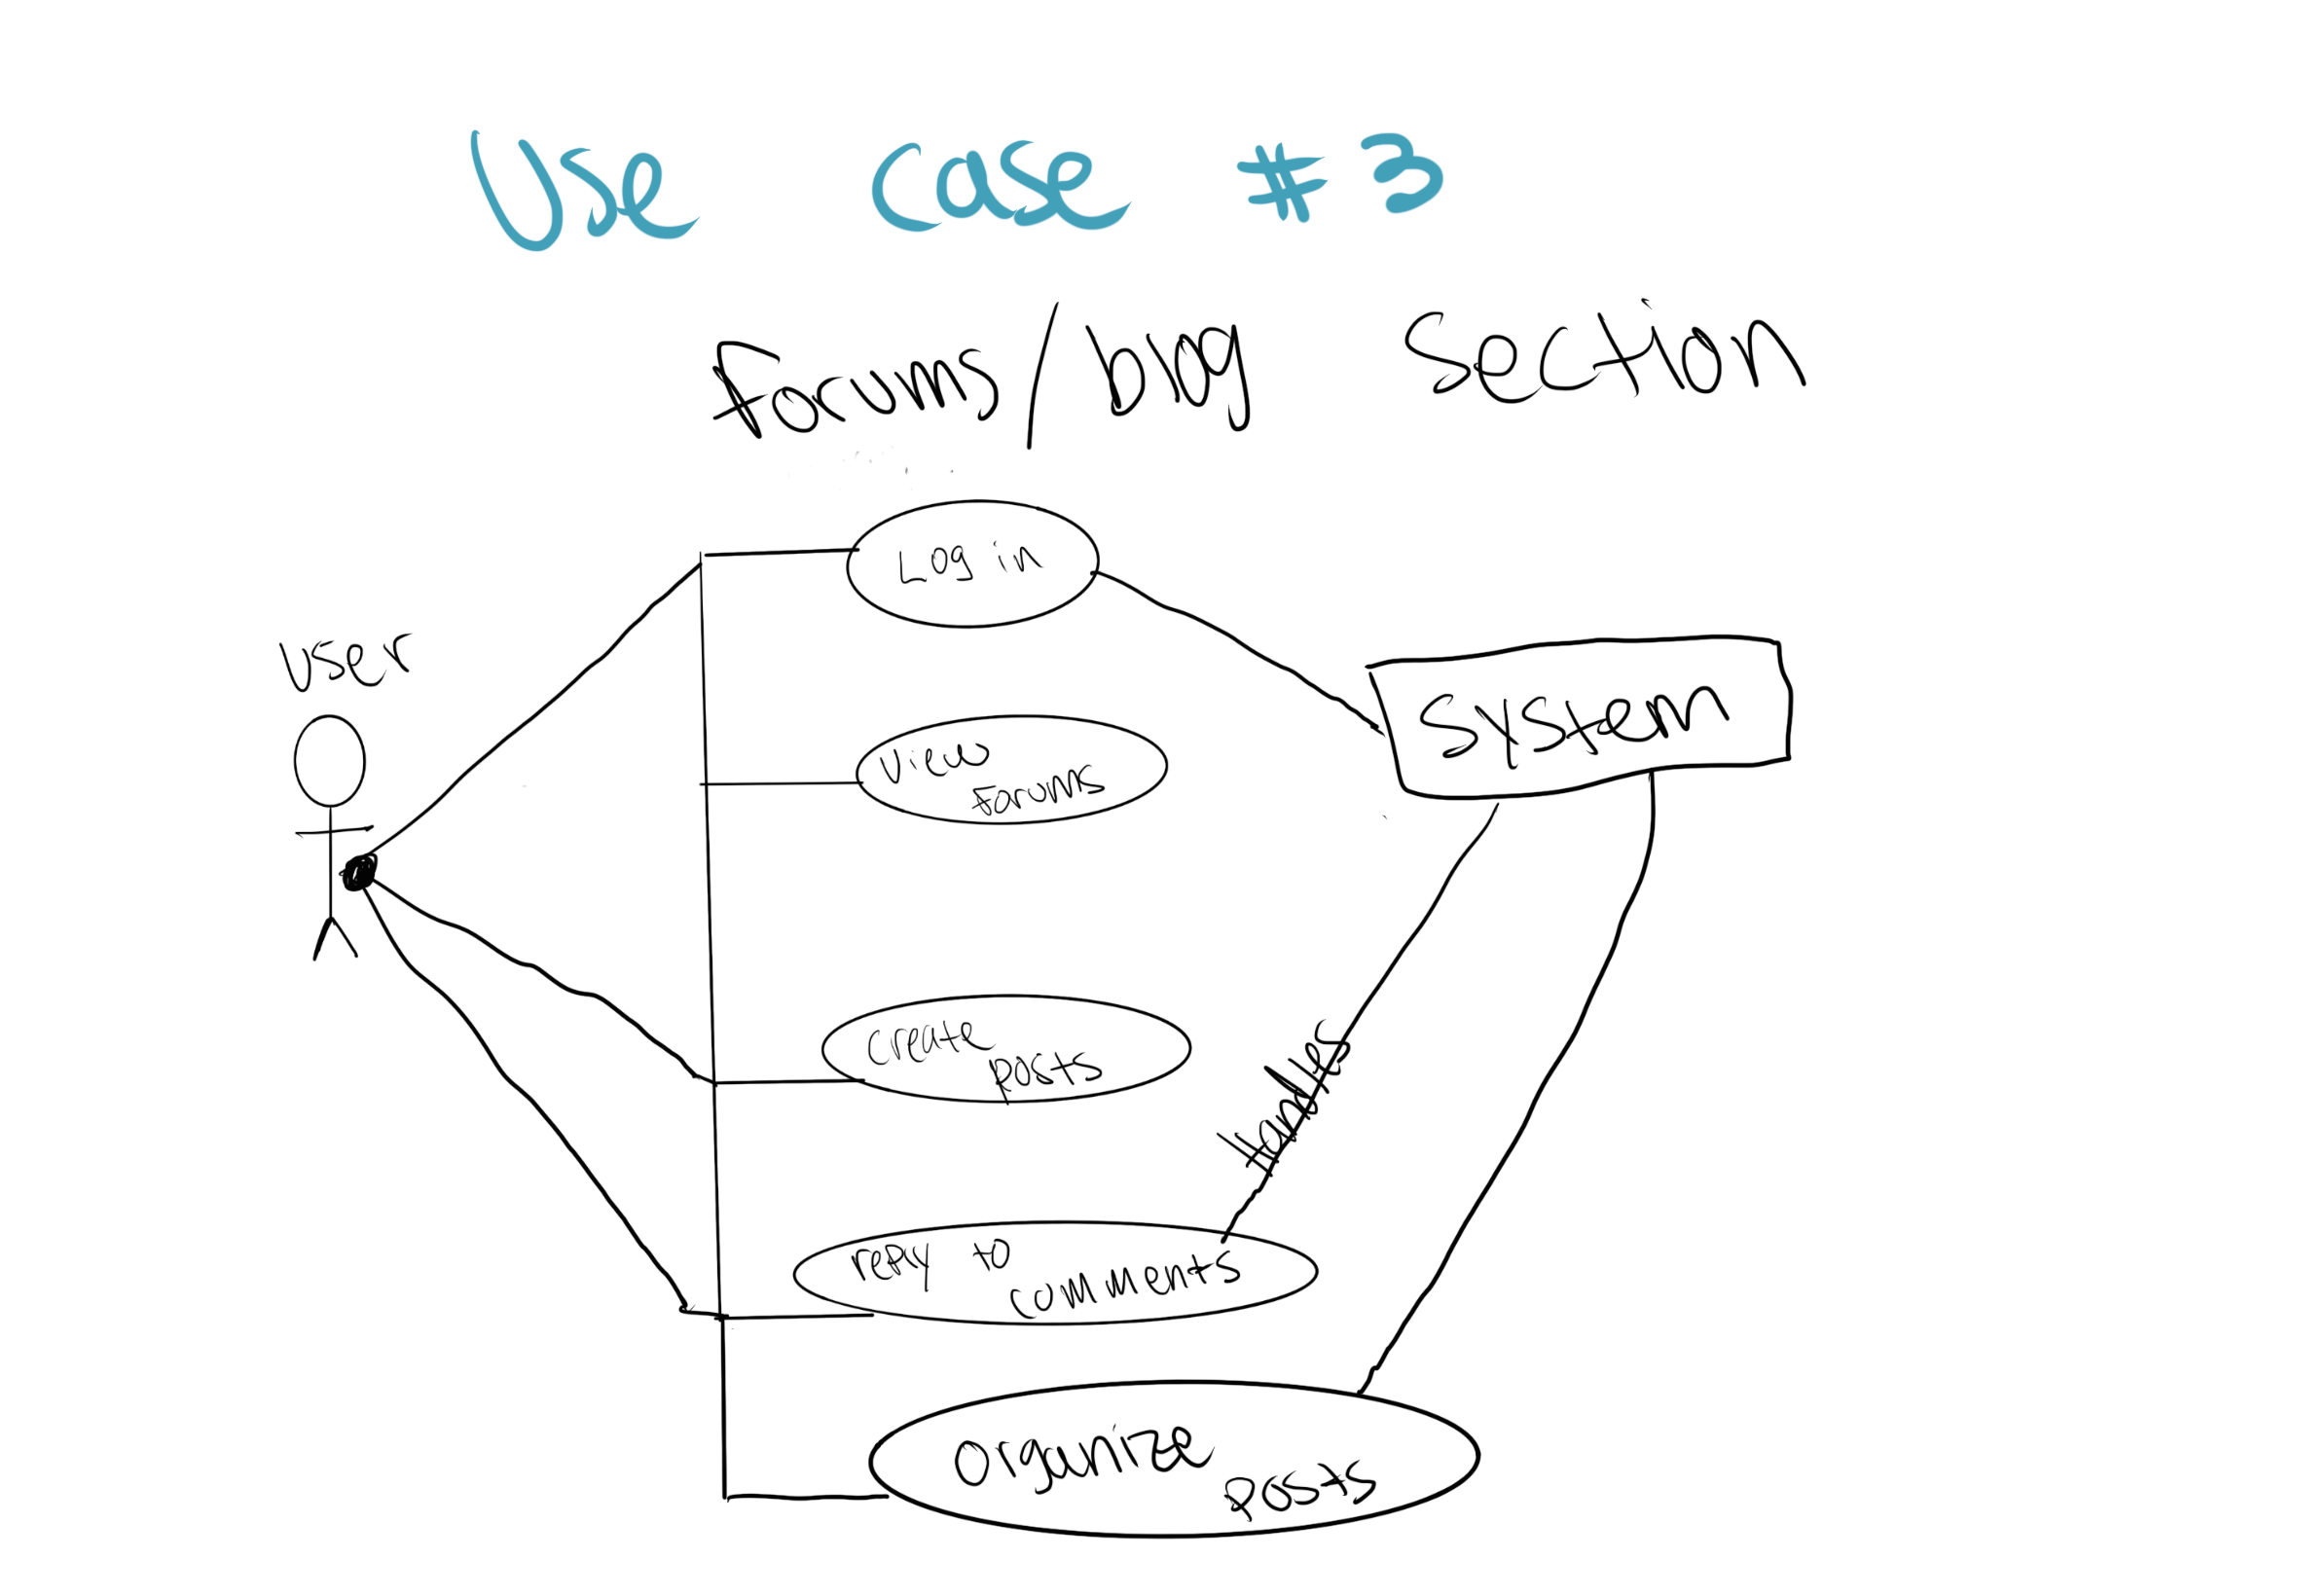 Use case #3
Forums/blog section
Log in
User
System
View
Forums
Create
posts
Handles
reply to
comments
Organize
posts